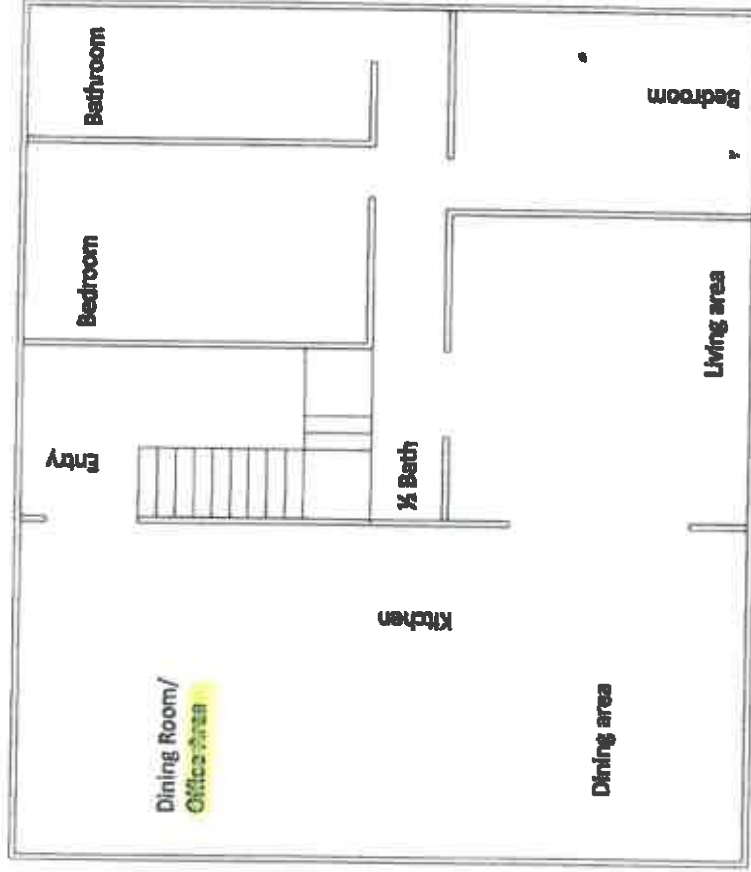 Bathroom
Bedroom
Bedroom
Entry
Living area
½ Bath
Kitchen
Dining Room/
Office Area
Dining area